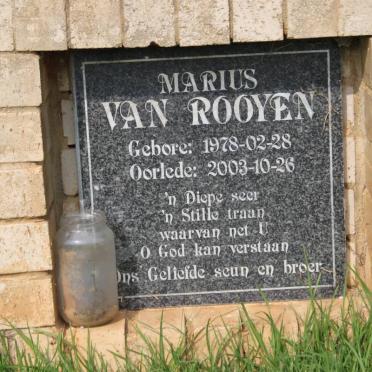 MARIUS
VAN ROOYEN
Gebore: 1978-02-28
Oorlede: 2003-10-26
'n Diepe seer
'n Stille traan
waarvan net U
O God kan verstaan
Ons Geliefde seun en broer